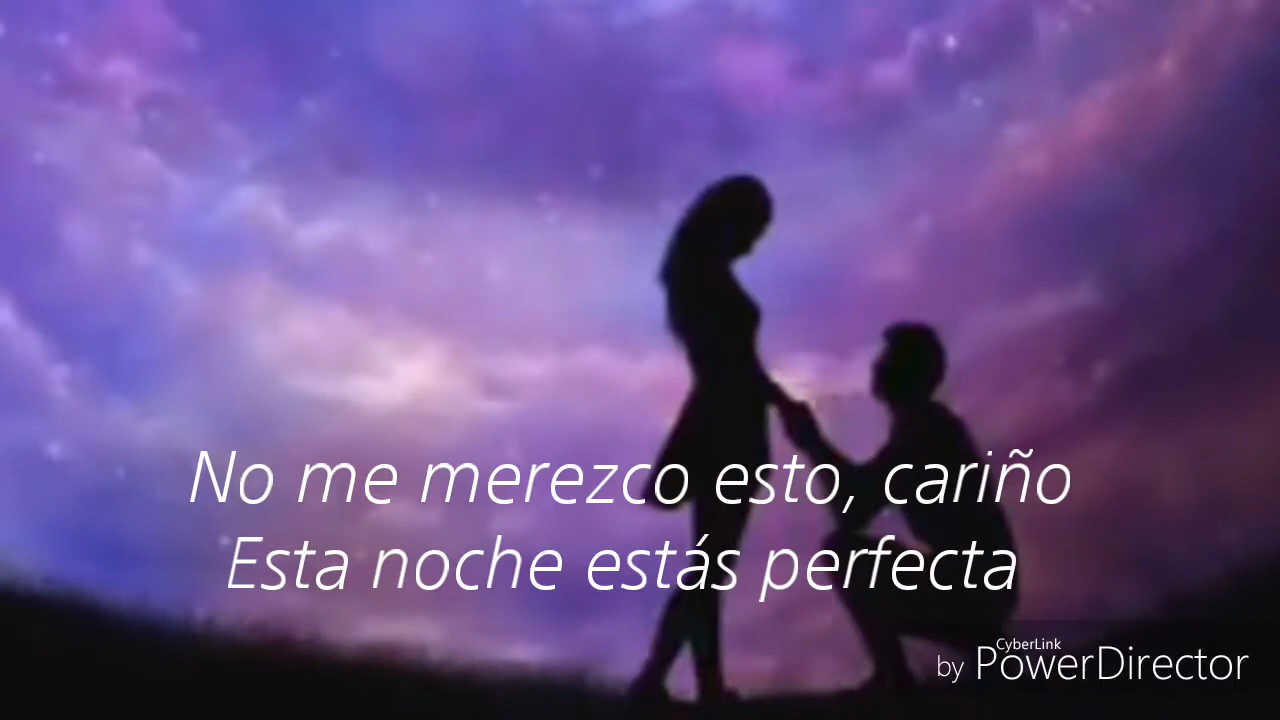 No me merezco esto, cariño
Esta noche estás perfecta
CyberLink
by PowerDirector